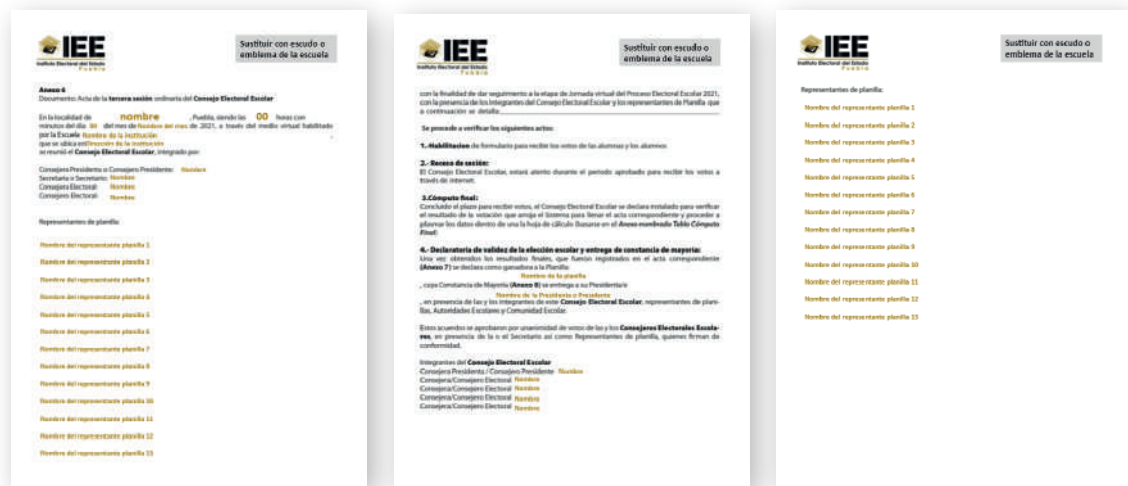 IEE
Instituto Electoral del Estado
Puebla
Sustituir con escudo o
emblema de la escuela
Anexo 6
Documento: Acta de la tercera sesión ordinaria del Consejo Electoral Escolar
En la localidad de nombre , Puebla, siendo las 00 horas con
minutos del día 00 del mes de Nombre del mes de 2021, a través del medio virtual habilitado
por la Escuela Nombre de la institución ,
que se ubica en Dirección de la institución
se reunió el Consejo Electoral Escolar, integrado por:
Consejera Presidenta o Consejero Presidente: Nombre
Secretaria o Secretario: Nombre
Consejera Electoral: Nombre
Consejero Electoral: Nombre
Representantes de planilla:
Nombre del representante planilla 1
Nombre del representante planilla 2
Nombre del representante planilla 3
Nombre del representante planilla 4
Nombre del representante planilla 5
Nombre del representante planilla 6
Nombre del representante planilla 7
Nombre del representante planilla 8
Nombre del representante planilla 9
Nombre del representante planilla 10
Nombre del representante planilla 11
Nombre del representante planilla 12
Nombre del representante planilla 13
IEE
Instituto Electoral del Estado
Puebla
Sustituir con escudo o
emblema de la escuela
con la finalidad de dar seguimiento a la etapa de Jornada virtual del Proceso Electoral Escolar 2021,
con la presencia de los Integrantes del Consejo Electoral Escolar y los representantes de Planilla que
a continuación se detalla:
Se procede a verificar los siguientes actos:
1.-Habilitacion de formulario para recibir los votos de las alumnas y los alumnos
2.- Receso de sesión:
El Consejo Electoral Escolar, estará atento durante el periodo aprobado para recibir los votos a
través de internet.
3.Cómputo final:
Concluido el plazo para recibir votos, el Consejo Electoral Escolar se declara instalado para verificar
el resultado de la votación que arroja el Sistema para llenar el acta correspondiente y proceder a
plasmar los datos dentro de una la hoja de cálculo (basarse en el Anexo nombrado Tabla Cómputo
Final)
4.- Declaratoria de validez de la elección escolar y entrega de constancia de mayoría:
Una vez obtenidos los resultados finales, que fueron registrados en el acta correspondiente
(Anexo 7) se declara como ganadora a la Planilla:
Nombre de la planilla
, cuya Constancia de Mayoría (Anexo 8) se entrega a su Presidenta/e
Nombre de la Presidenta o Presidente
, en presencia de las y los integrantes de este Consejo Electoral Escolar, representantes de plani-
llas, Autoridades Escolares y Comunidad Escolar.
Estos acuerdos se aprobaron por unanimidad de votos de las y los Consejeros Electorales Escola-
res, en presencia de la o el Secretario así como Representantes de planilla, quienes firman de
conformidad.
Integrantes del Consejo Electoral Escolar
Consejera Presidenta / Consejero Presidente Nombre
Consejera/Consejero Electoral Nombre
Consejera/Consejero Electoral Nombre
Consejera/Consejero Electoral Nombre
Consejera/Consejero Electoral Nombre
IEE
Instituto Electoral del Estado
Puebla
Sustituir con escudo o
emblema de la escuela
Representantes de planilla:
Nombre del representante planilla 1
Nombre del representante planilla 2
Nombre del representante planilla 3
Nombre del representante planilla 4
Nombre del representante planilla 5
Nombre del representante planilla 6
Nombre del representante planilla 7
Nombre del representante planilla 8
Nombre del representante planilla 9
Nombre del representante planilla 10
Nombre del representante planilla 11
Nombre del representante planilla 12
Nombre del representante planilla 13